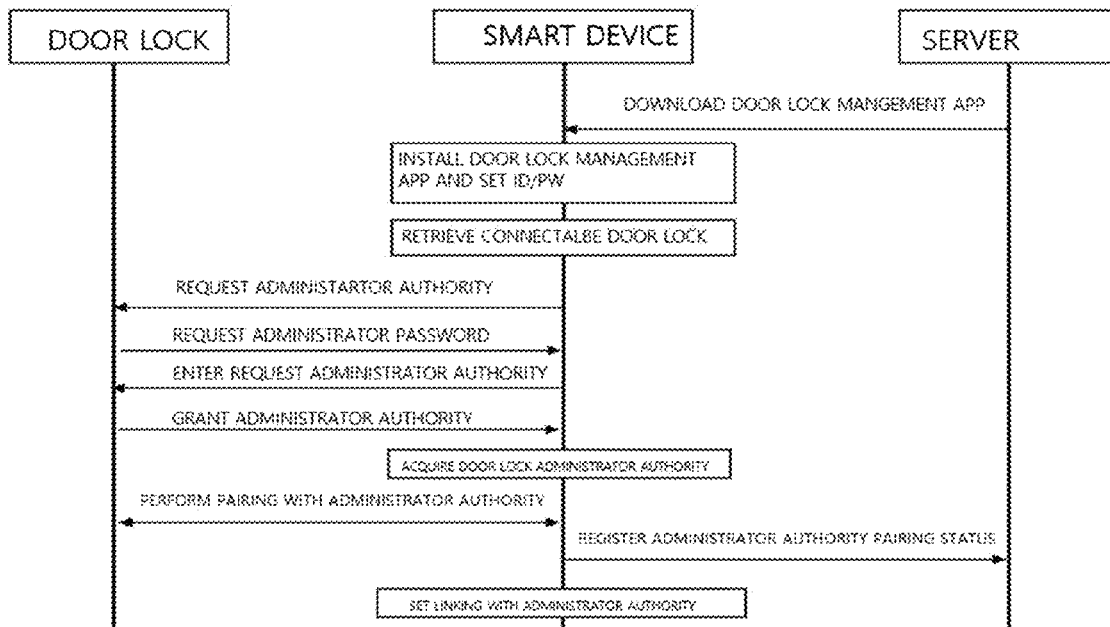 DOOR LOCK
SMART DEVICE
SERVER
DOWNLOAD DOOR LOCK MANGEMENT APP
INSTALL DOOR LOCK MANAGEMENT
APP AND SET ID/PW
RETRIEVE CONNECTALBE DOOR LOCK
REQUEST ADMINISTARTOR AUTHORITY
REQUEST ADMINISTRATOR PASSWORD
ENTER REQUEST ADMINISTRATOR AUTHORITY
GRANT ADMINISTRATOR AUTHORITY
ACQUIRE DOOR LOCK ADMINISTRATOR AUTHORITY
PERFORM PAIRING WITH ADMINISTRATOR AUTHORITY
REGISTER ADMINISTRATOR AUTHORITY PAIRING STATUS
SET LINKING WITH ADMINISTRATOR AUTHORITY